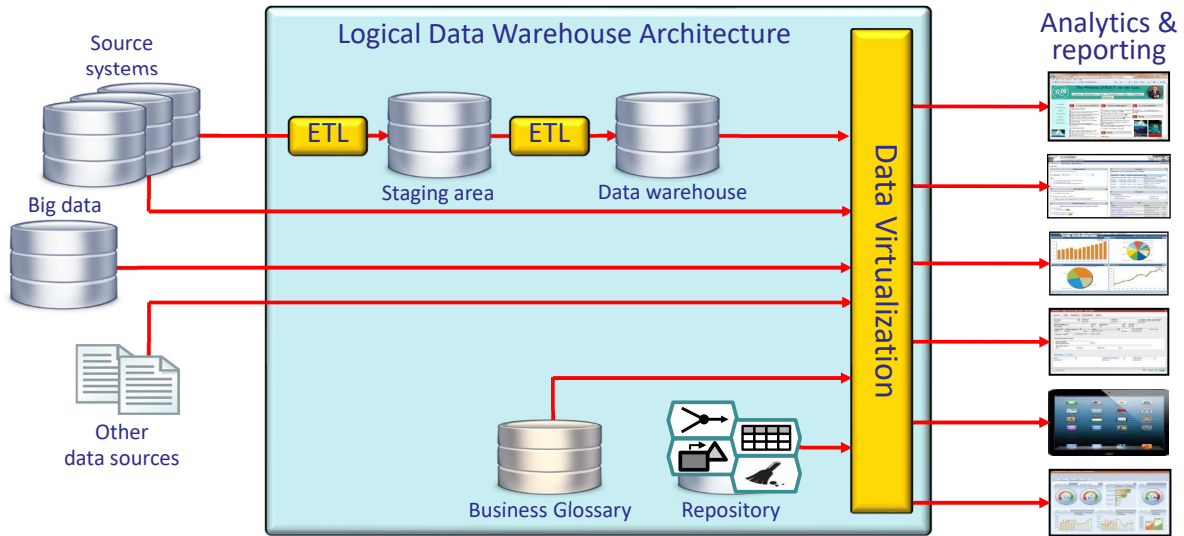 Logical Data Warehouse Architecture
Analytics &
reporting
Source
systems
ETL
ETL
Staging area
Data warehouse
Big data
Data Virtualization
Other
data sources
Business Glossary
Repository